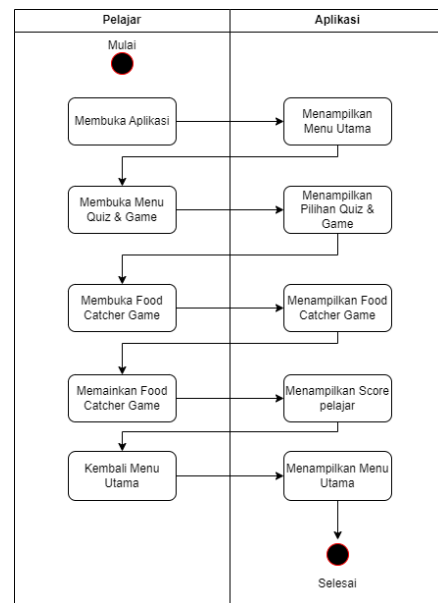 Pelajar
Aplikasi
Mulai
Membuka Aplikasi
Menampilkan
Menu Utama
Membuka Menu
Quiz & Game
Menampilkan
Pilihan Quiz &
Game
Membuka Food
Catcher Game
Menampilkan Food
Catcher Game
Memainkan Food
Catcher Game
Menampilkan Score
pelajar
Kembali Menu
Utama
Menampilkan Menu
Utama
Selesai